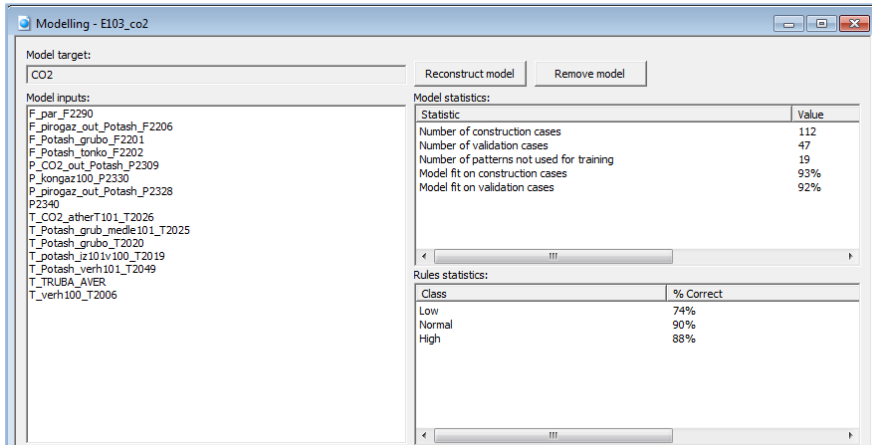 Modelling - E103_co2
Model target:
CO2
Reconstruct model
Remove model
Model inputs:
F_par_F2290
F_pirogaz_out_Potash_F2206
F_Potash_grubo_F2201
F_Potash_tonko_F2202
P_CO2_out_Potash_P2309
P_kongaz100_P2330
P_pirogaz_out_Potash_P2328
P2340
T_CO2_atherT101_T2026
T_Potash_grub_medle101_T2025
T_Potash_grubo_T2020
T_potash_iz101v100_T2019
T_Potash_verh101_T2049
T_TRUBA_AVER
T_verh100_T2006
Model statistics:
Statistic Value
Number of construction cases 112
Number of validation cases 47
Number of patterns not used for training 19
Model fit on construction cases 93%
Model fit on validation cases 92%
Rules statistics:
Class % Correct
Low 74%
Normal 90%
High 88%